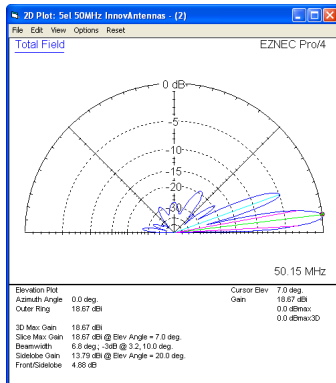 2D Plot: 5el 50MHz InnovAntennas - (2)
File Edit View Options Reset
Total Field EZNEC Pro/4
0 dB
-5
-10
-15
-20
-30
50.15 MHz
Elevation Plot Cursor Elev 7.0 deg.
Azimuth Angle 0.0 deg. Gain 18.67 dBi
Outer Ring 18.67 dBi 0.0 dBmax
0.0 dBmax3D
3D Max Gain 18.67 dBi
Slice Max Gain 18.67 dBi @ Elev Angle = 7.0 deg.
Beamwidth 6.8 deg.; -3dB @ 3.2, 10.0 deg.
Sidelobe Gain 13.79 dBi @ Elev Angle = 20.0 deg.
Front/Sidelobe 4.88 dB